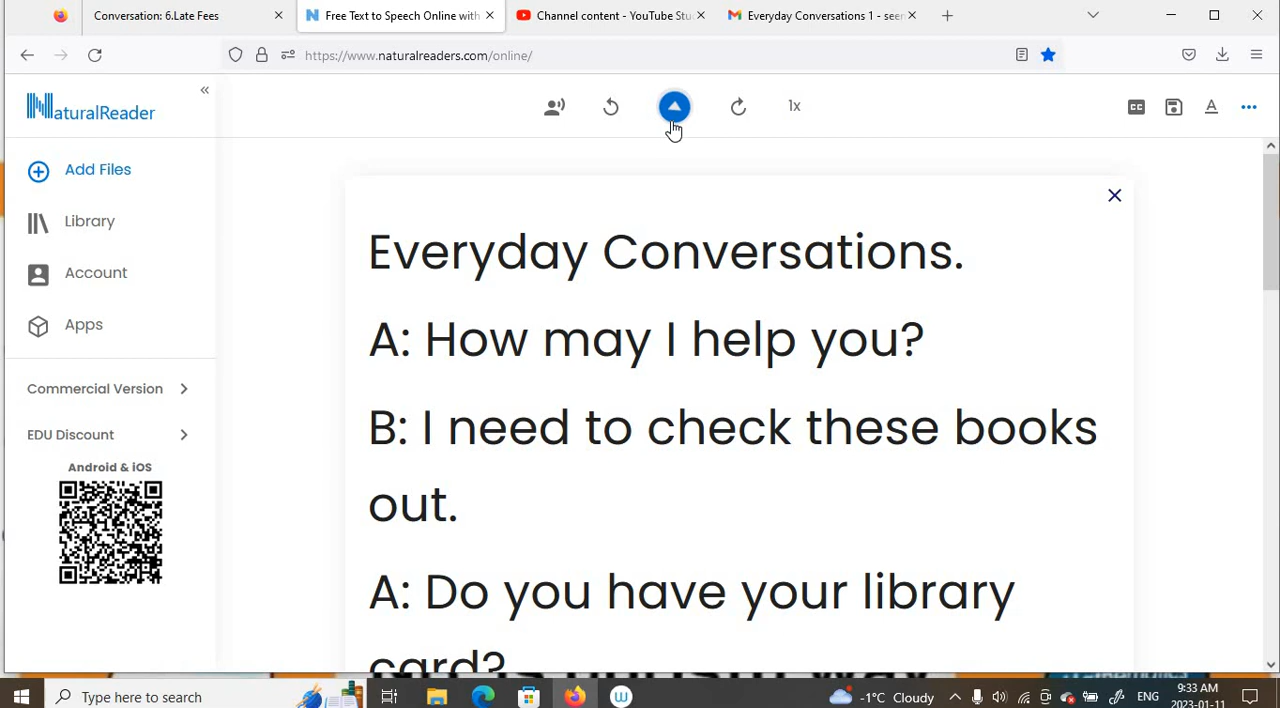 Conversation: 6.Late Fees
Free Text to Speech Online with
Channel content - YouTube Stu
Everyday Conversations 1 - seen
https://www.naturalreaders.com/online/
NaturalReader
1x
CC
A
Add Files
Library
Account
Apps
Commercial Version
EDU Discount
Android & iOS
Everyday Conversations.
A: How may I help you?
B: I need to check these books
out.
A: Do you have your library
card?
Type here to search
-1°C Cloudy
ENG
9:33 AM
2023-01-11